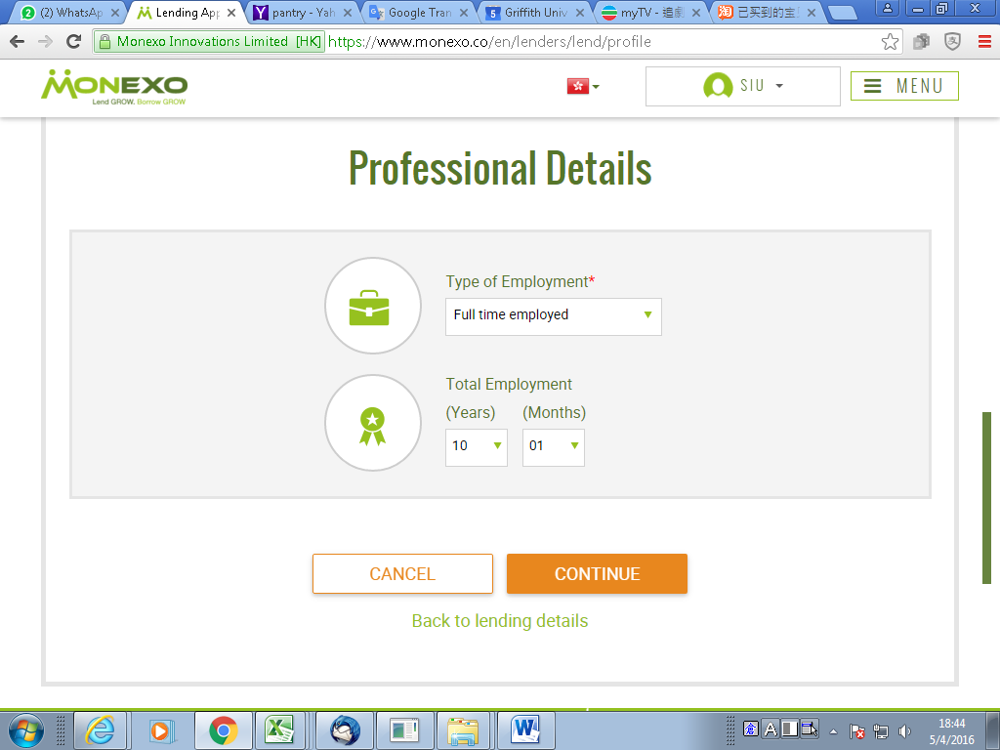 (2) WhatsAp
Lending App
pantry - Yah
Google Tran
Griffith Univ
myTV - 追劇
已买到的宝
Monexo Innovations Limited [HK]
https://www.monexo.co/en/lenders/lend/profile
MONEXO
Lend GROW. Borrow GROW
SIU
MENU
Professional Details
Type of Employment*
Full time employed
Total Employment
(Years) (Months)
10 01
CANCEL CONTINUE
Back to lending details
A
18:44
5/4/2016